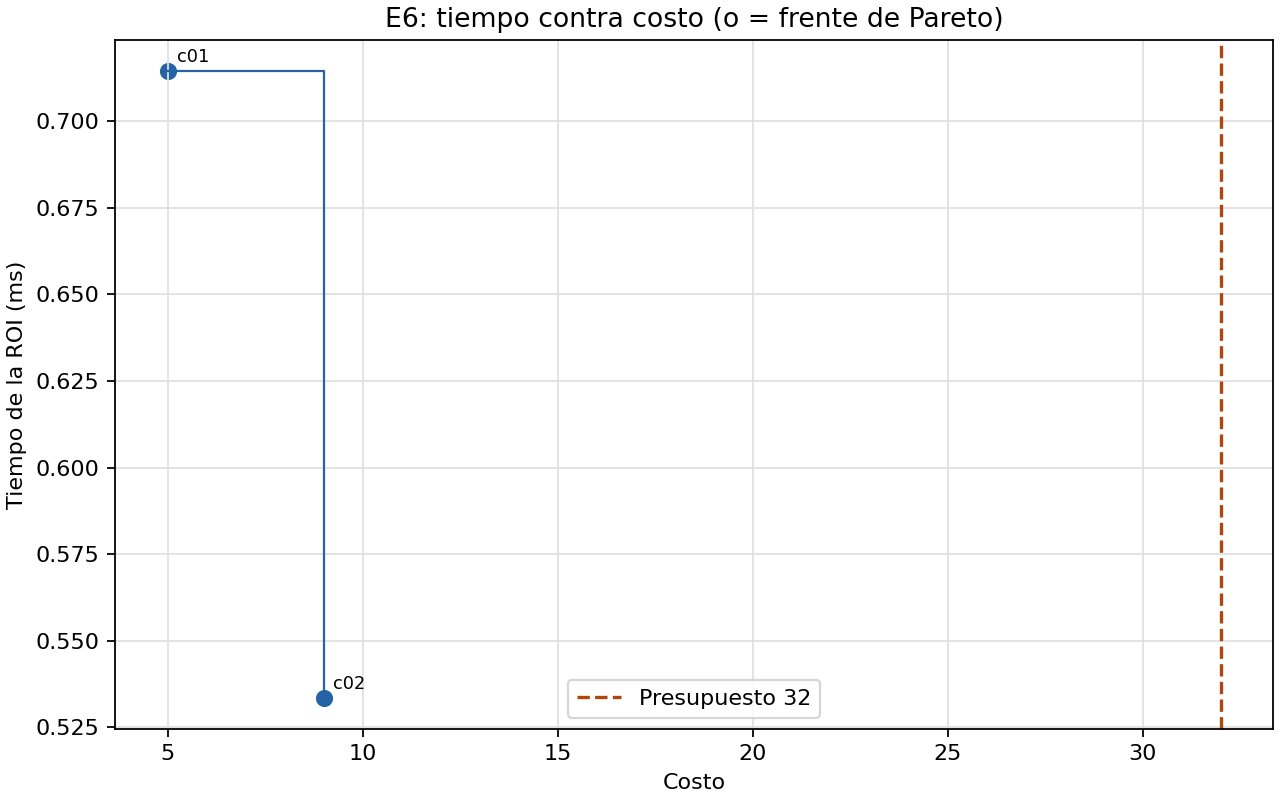 E6: tiempo contra costo (o = frente de Pareto)
c01
0.700
0.675
0.650
0.625
0.600
0.575
0.550
0.525
Tiempo de la ROI (ms)
c02
Presupuesto 32
5
10
15
20
25
30
Costo